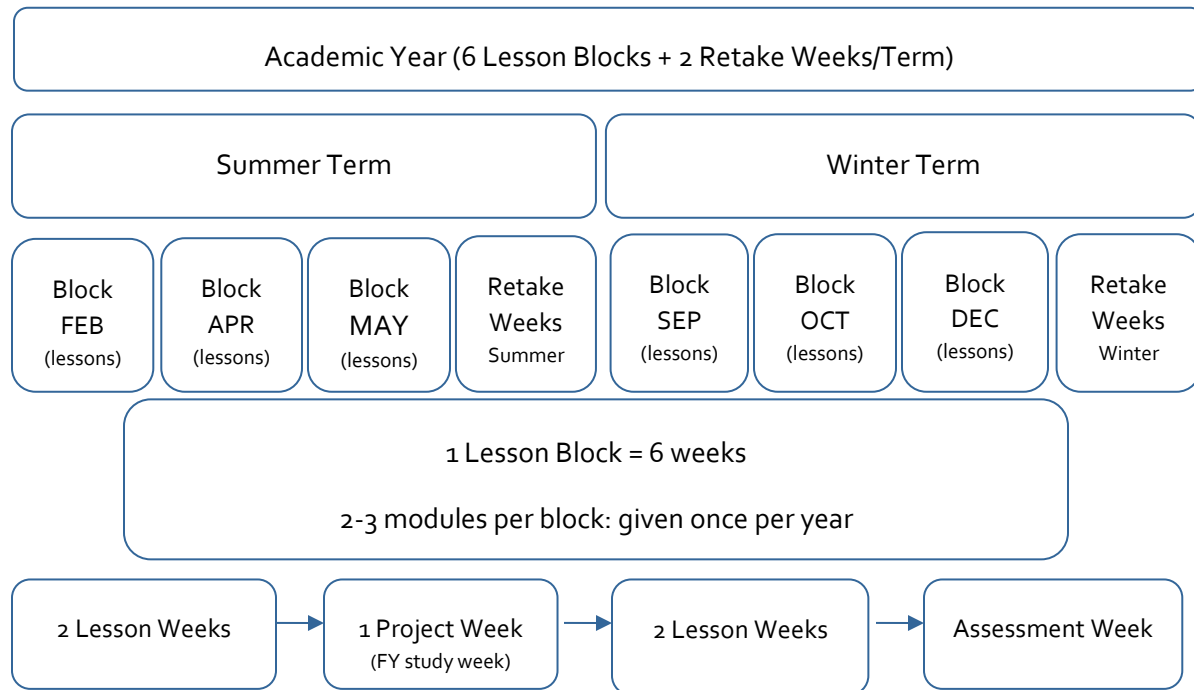 Academic Year (6 Lesson Blocks + 2 Retake Weeks/Term)
Summer Term
Winter Term
Block
FEB
(lessons)
Block
APR
(lessons)
Block
MAY
(lessons)
Retake
Weeks
Summer
Block
SEP
(lessons)
Block
OCT
(lessons)
Block
DEC
(lessons)
Retake
Weeks
Winter
1 Lesson Block = 6 weeks
2-3 modules per block: given once per year
2 Lesson Weeks
1 Project Week
(FY study week)
2 Lesson Weeks
Assessment Week